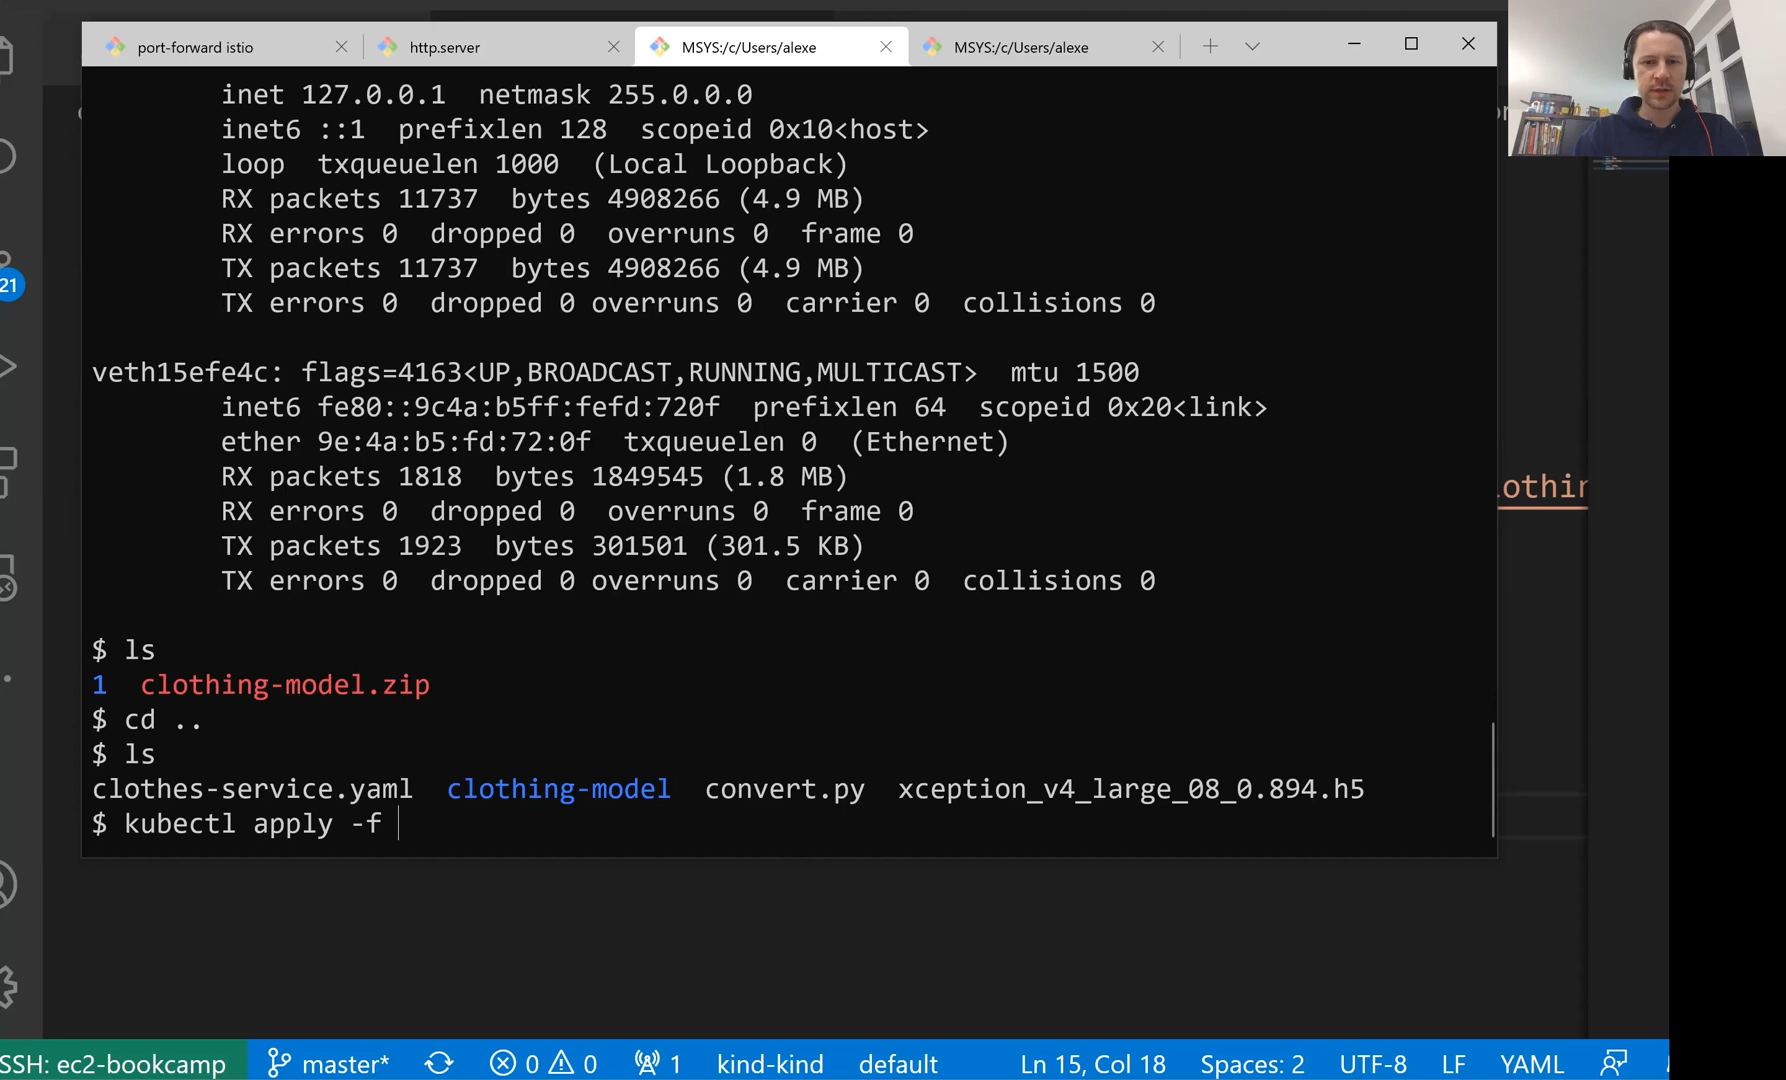 port-forward istio
http.server
MSYS:/c/Users/alexe
MSYS:/c/Users/alexe
inet 127.0.0.1  netmask 255.0.0.0
inet6 ::1  prefixlen 128  scopeid 0x10<host>
loop  txqueuelen 1000  (Local Loopback)
RX packets 11737  bytes 4908266 (4.9 MB)
RX errors 0  dropped 0  overruns 0  frame 0
TX packets 11737  bytes 4908266 (4.9 MB)
TX errors 0  dropped 0 overruns 0  carrier 0  collisions 0
veth15efe4c: flags=4163<UP,BROADCAST,RUNNING,MULTICAST>  mtu 1500
inet6 fe80::9c4a:b5ff:fefd:720f  prefixlen 64  scopeid 0x20<link>
ether 9e:4a:b5:fd:72:0f  txqueuelen 0  (Ethernet)
RX packets 1818  bytes 1849545 (1.8 MB)
RX errors 0  dropped 0  overruns 0  frame 0
TX packets 1923  bytes 301501 (301.5 KB)
TX errors 0  dropped 0 overruns 0  carrier 0  collisions 0
$ ls
1  clothing-model.zip
$ cd ..
$ ls
clothes-service.yaml  clothing-model  convert.py  xception_v4_large_08_0.894.h5
$ kubectl apply -f
21
SSH: ec2-bookcamp  master*  0  0  1  kind-kind  default  Ln 15, Col 18  Spaces: 2  UTF-8  LF  YAML